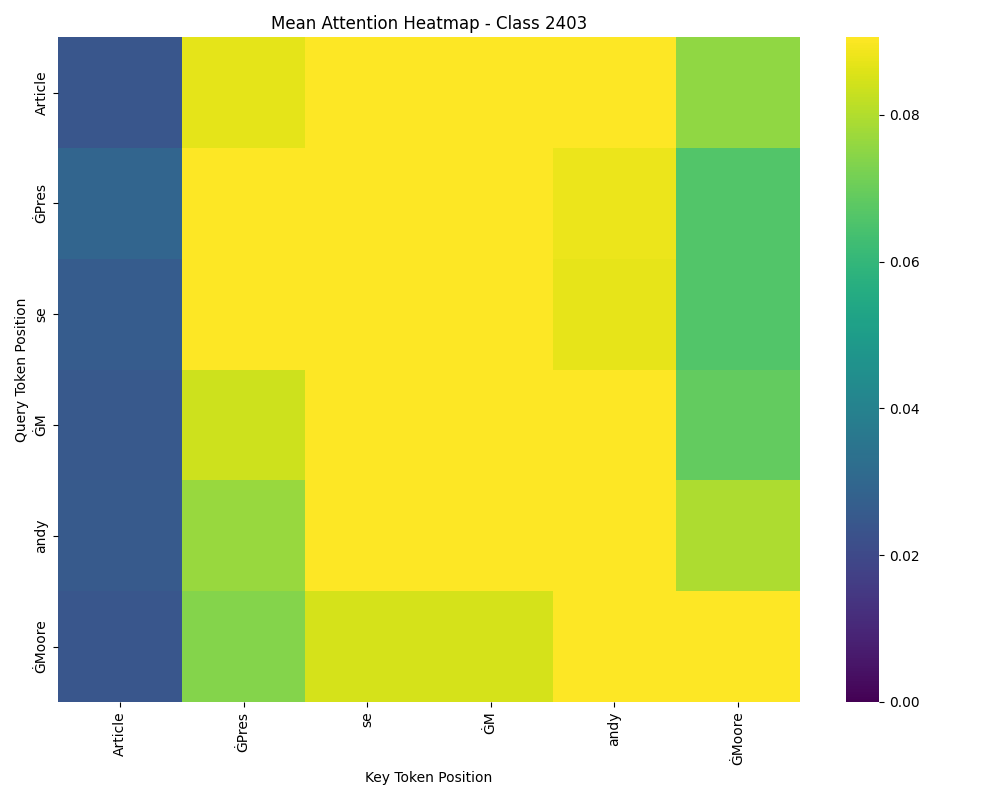 Mean Attention Heatmap - Class 2403
Query Token Position
Article
ĠPres
se
ĠM
andy
ĠMoore
Article
ĠPres
se
ĠM
andy
ĠMoore
Key Token Position
0.08
0.06
0.04
0.02
0.00